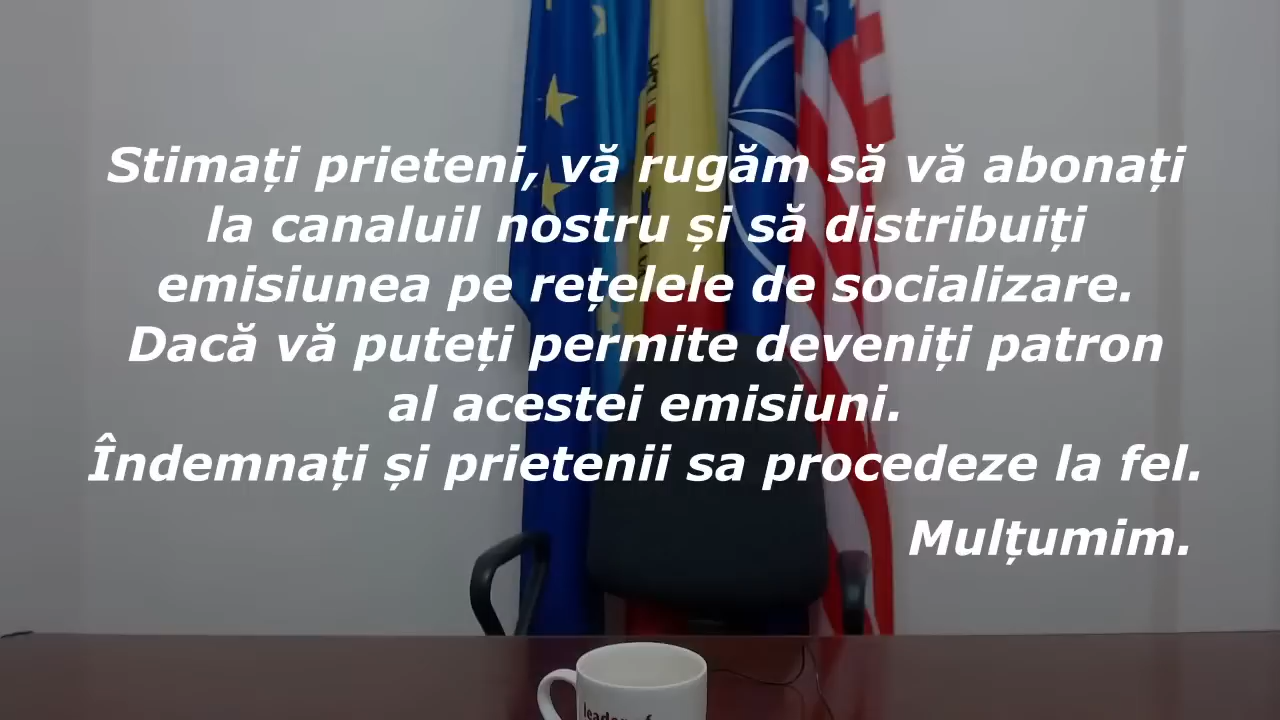 Stimați prieteni, vă rugăm să vă abonați
la canaluil nostru și să distribuiți
emisiunea pe rețelele de socializare.
Dacă vă puteți permite deveniți patron
al acestei emisiuni.
Îndemnați și prietenii sa procedeze la fel.
Mulțumim.